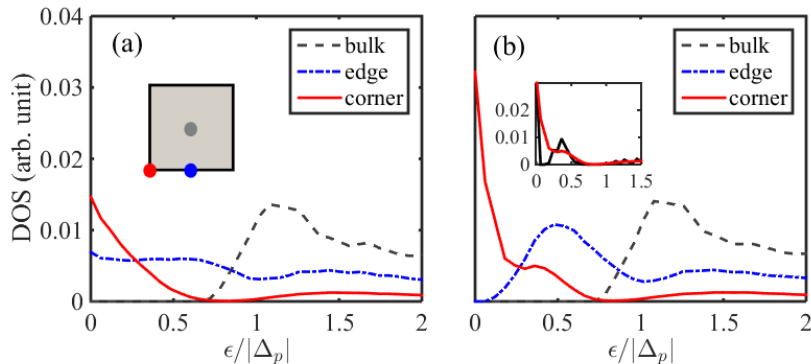 0.04
0.03
0.02
0.01
0
DOS (arb. unit)
(a)
bulk
edge
corner
0 0.5 1 1.5 2
ϵ/|Δₚ|
(b)
bulk
edge
corner
0.02
0.01
0
0 0.5 1 1.5
0 0.5 1 1.5 2
ϵ/|Δₚ|